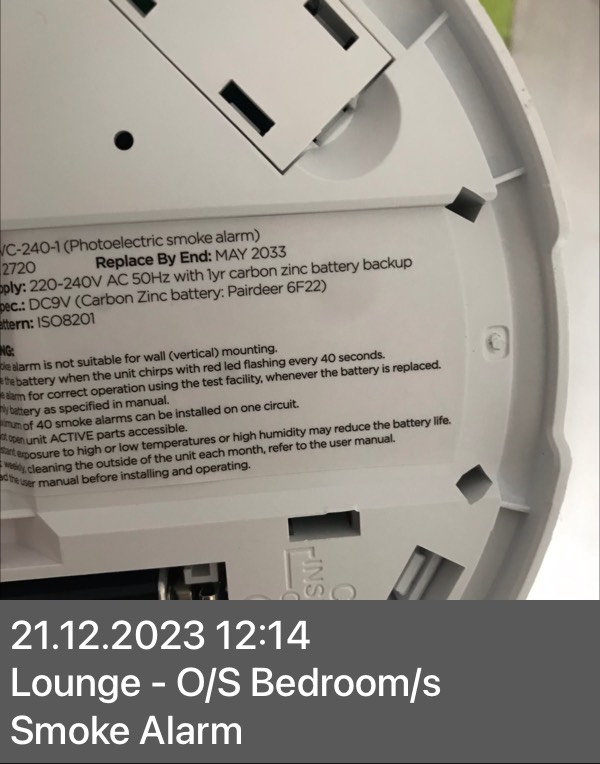 VC-240-1 (Photoelectric smoke alarm)
2720 Replace By End: MAY 2033
pply: 220-240V AC 50Hz with 1yr carbon zinc battery backup
pec.: DC9V (Carbon Zinc battery: Pairdeer 6F22)
attern: ISO8201
NG:
oke alarm is not suitable for wall (vertical) mounting.
the battery when the unit chirps with red led flashing every 40 seconds.
alarm for correct operation using the test facility, whenever the battery is replaced.
battery as specified in manual.
imum of 40 smoke alarms can be installed on one circuit.
open unit ACTIVE parts accessible.
exposure to high or low temperatures or high humidity may reduce the battery life.
weekly, cleaning the outside of the unit each month, refer to the user manual.
the user manual before installing and operating.
INS
21.12.2023 12:14
Lounge - O/S Bedroom/s
Smoke Alarm